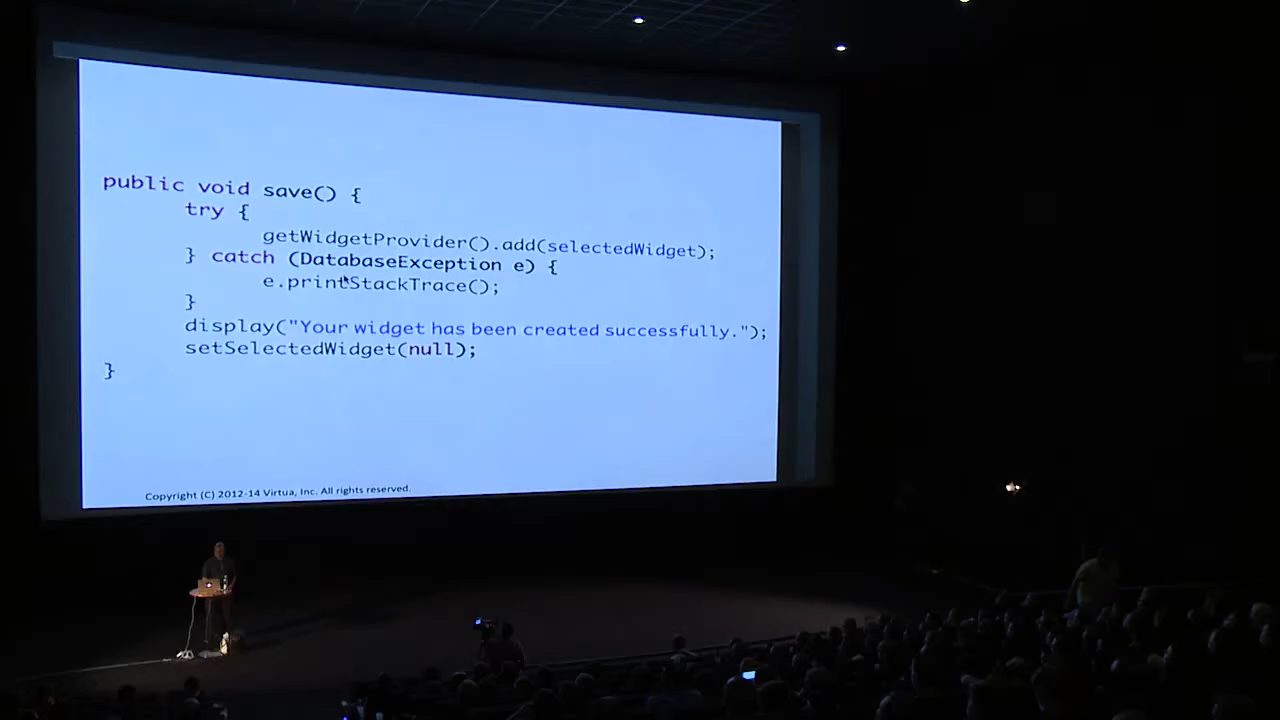 public void save() {
try {
getWidgetProvider().add(selectedWidget);
} catch (DatabaseException e) {
e.printStackTrace();
}
display("Your widget has been created successfully.");
setSelectedWidget(null);
}
Copyright (C) 2012-14 Virtua, Inc. All rights reserved.